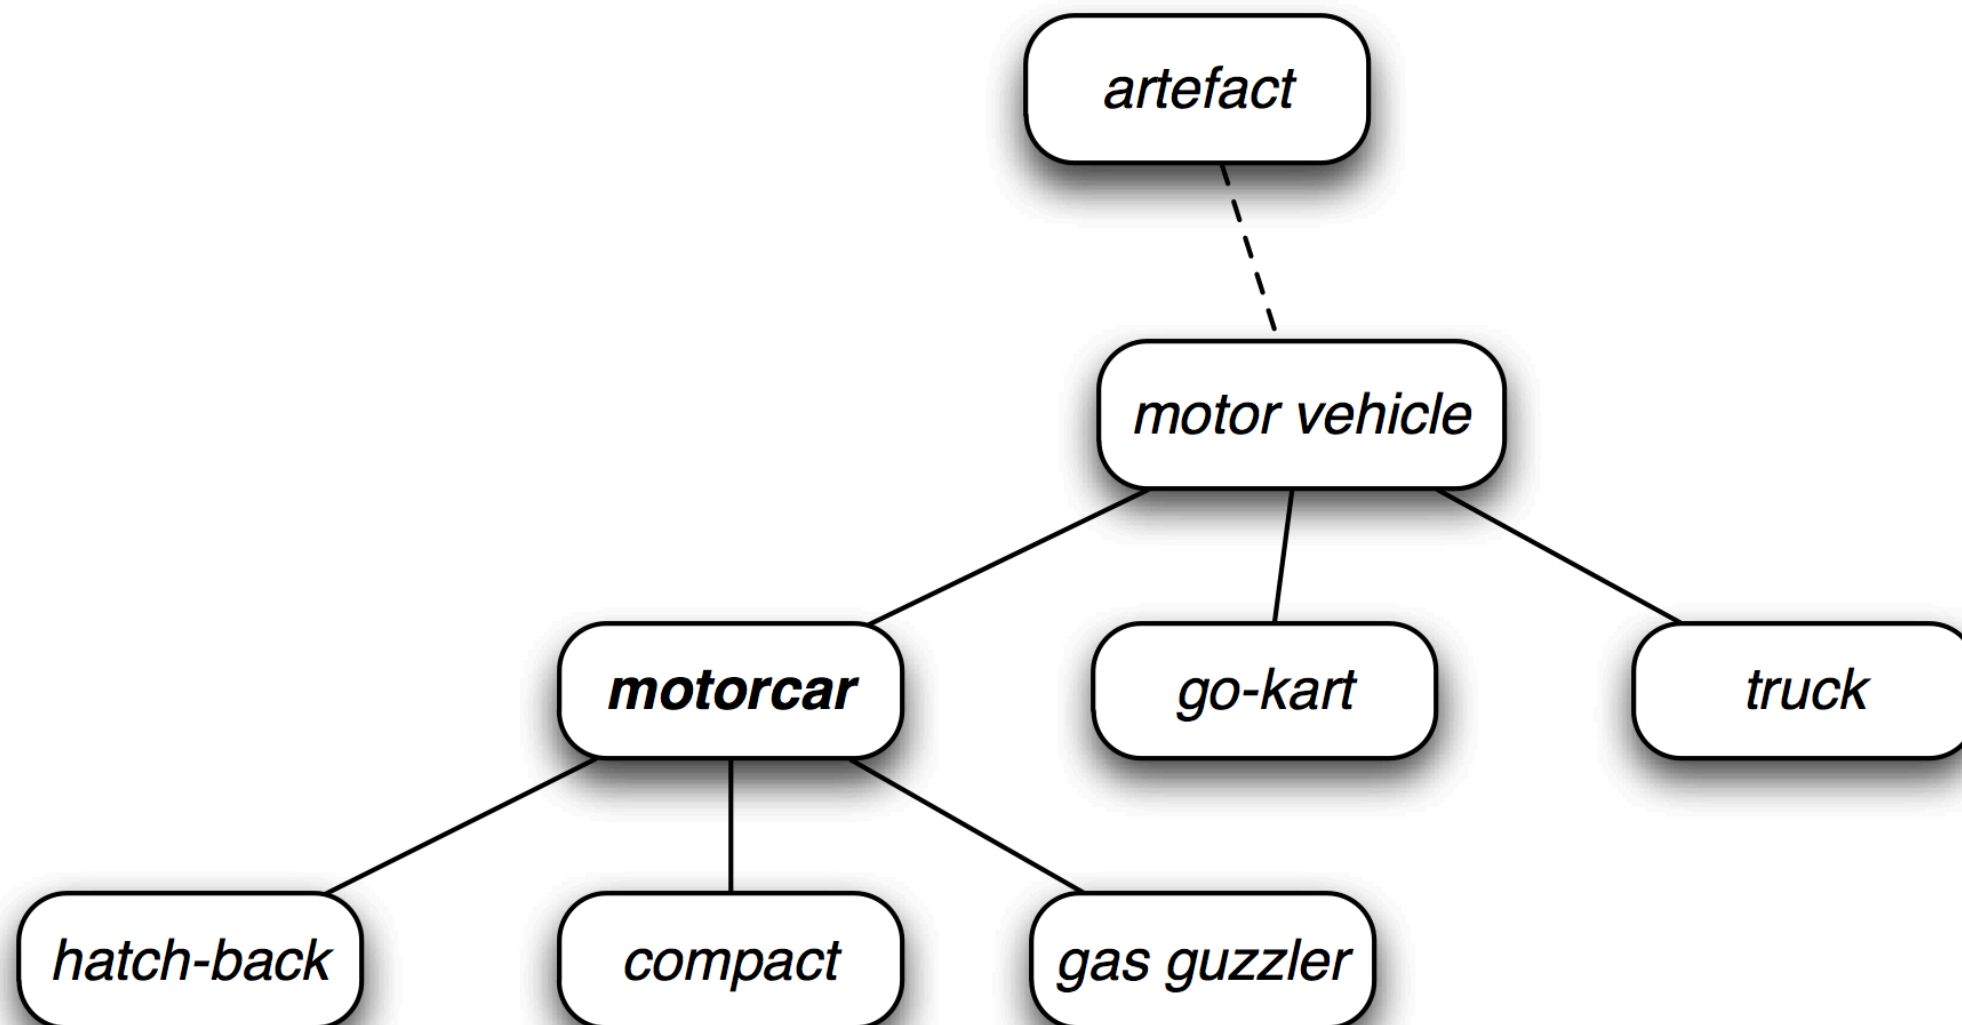 artefact
motor vehicle
motorcar
go-kart
truck
hatch-back
compact
gas guzzler